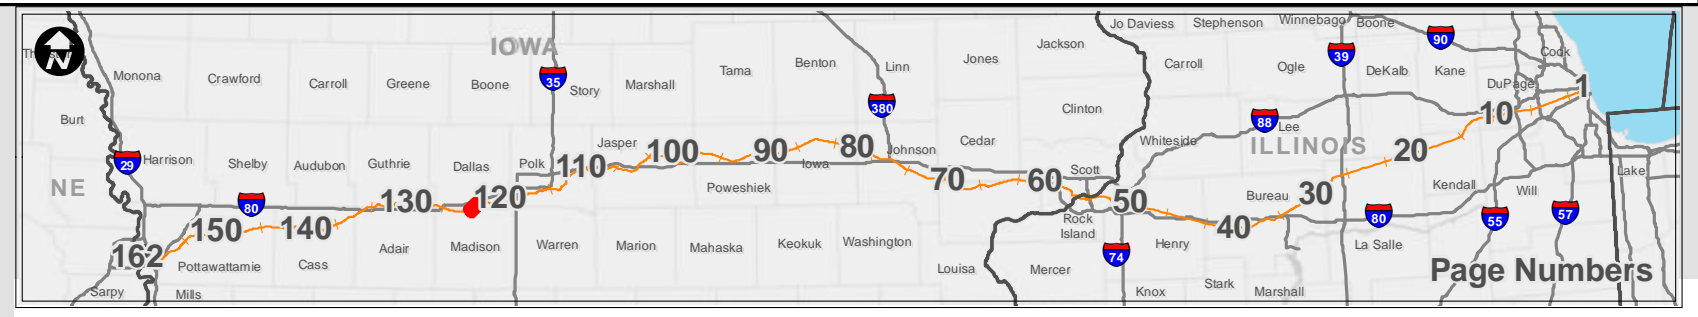 Jo Daviess Stephenson Winnebago Boone
N
IOWA
Jackson
39
90
Cook
Monona
Crawford
Carroll
Greene
Boone
35
Story
Marshall
Tama
Benton
Linn
Jones
Carroll
Ogle
DeKalb
Kane
DuPage
1
Burt
380
Clinton
88
Lee
10
Whiteside
ILLINOIS
29
Harrison
Shelby
Audubon
Guthrie
Dallas
Polk
110
Jasper
100
90
Iowa
80
Johnson
Cedar
Scott
20
Lake
NE
80
130
120
Poweshiek
70
60
50
Bureau
30
Kendall
Will
162
150
140
Adair
Madison
Warren
Marion
Mahaska
Keokuk
Washington
Rock
Island
74
Henry
40
80
La Salle
55
57
Pottawattamie
Cass
Louisa
Mercer
Stark
Page Numbers
Sarpy
Mills
Knox
Marshall